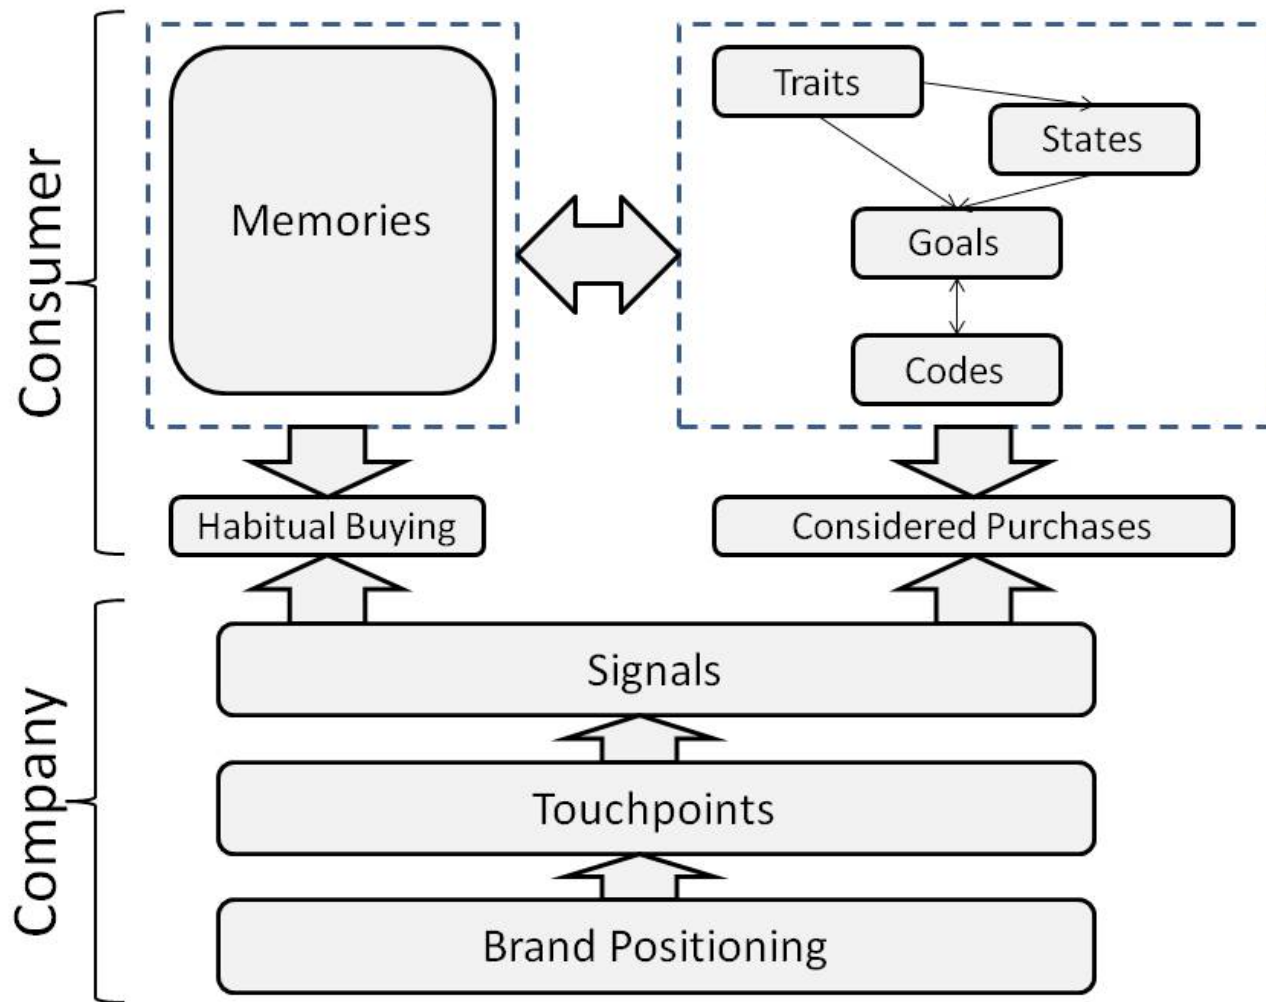 Consumer
Memories
Traits
States
Goals
Codes
Habitual Buying
Considered Purchases
Company
Signals
Touchpoints
Brand Positioning